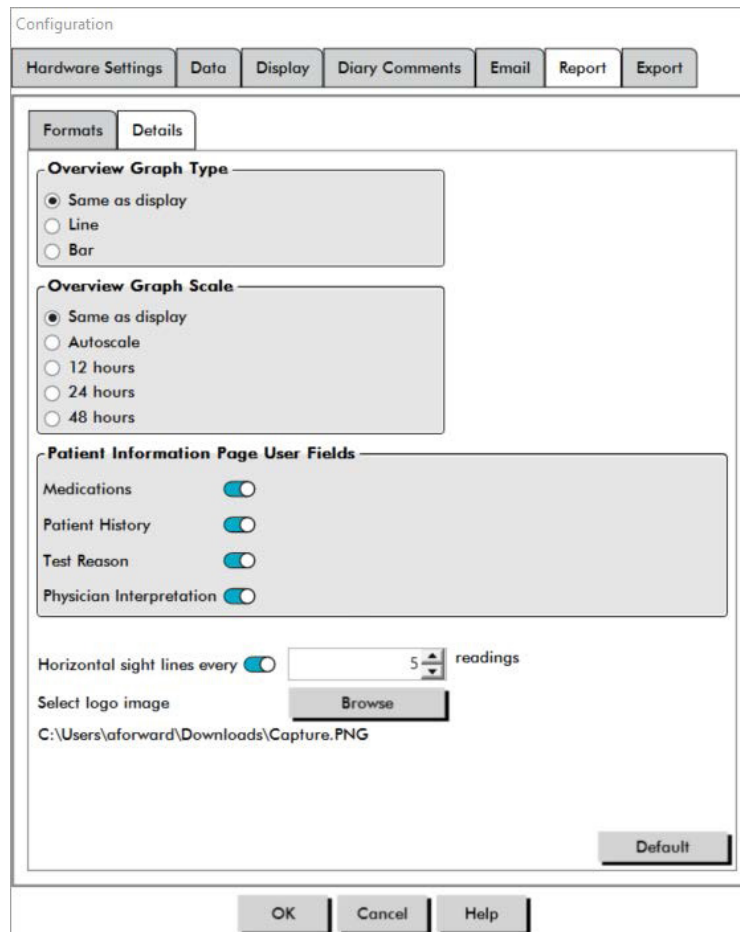 Configuration
Hardware Settings Data Display Diary Comments Email Report Export
Formats Details
Overview Graph Type
Same as display
Line
Bar
Overview Graph Scale
Same as display
Autoscale
12 hours
24 hours
48 hours
Patient Information Page User Fields
Medications
Patient History
Test Reason
Physician Interpretation
Horizontal sight lines every 5 readings
Select logo image Browse
C:\Users\aforward\Downloads\Capture.PNG
Default
OK Cancel Help